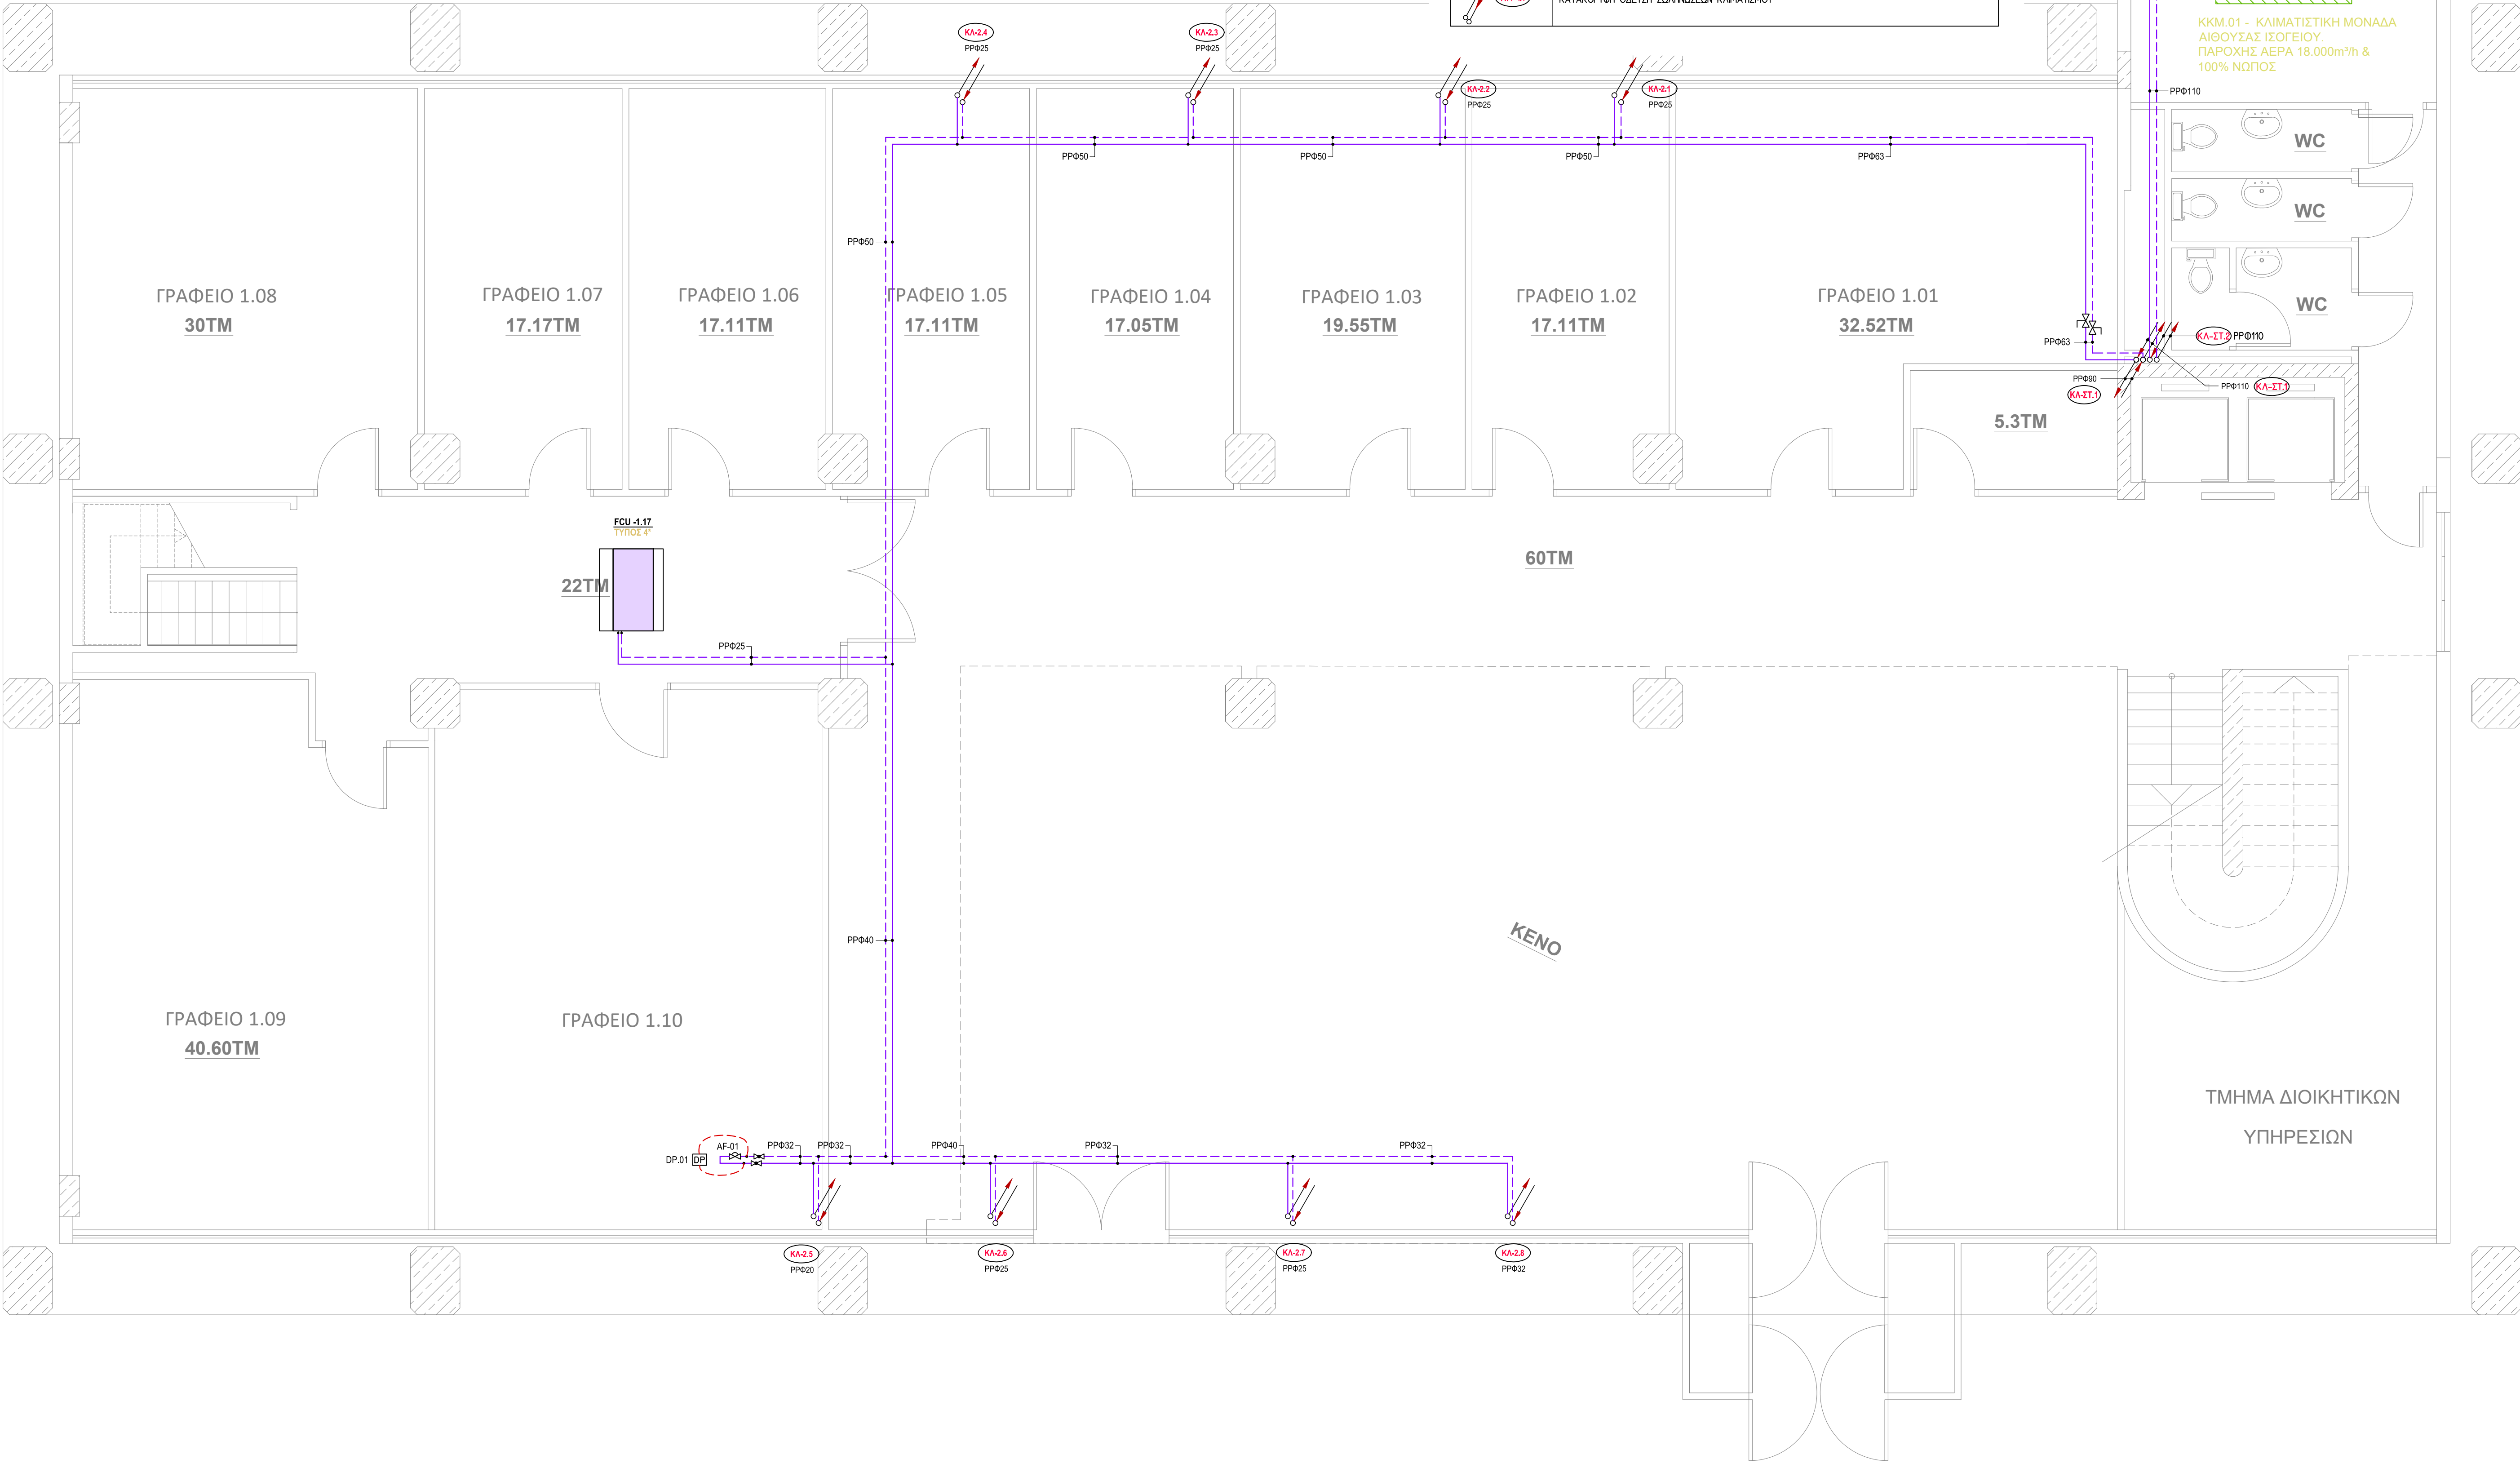 ΚΑΤΑΚΟΡΥΦΗ ΟΔΕΥΣΗ ΣΩΛΗΝΩΣΕΩΝ ΚΛΙΜΑΤΙΣΜΟΥ
ΚΚΜ.01 - ΚΛΙΜΑΤΙΣΤΙΚΗ ΜΟΝΑΔΑ
ΑΙΘΟΥΣΑΣ ΙΣΟΓΕΙΟΥ.
ΠΑΡΟΧΗΣ ΑΕΡΑ 18.000m³/h &
100% ΝΩΠΟΣ
ΚΛ-2.4
PPΦ25
ΚΛ-2.3
PPΦ25
ΚΛ-2.2
PPΦ25
ΚΛ-2.1
PPΦ25
PPΦ110
WC
PPΦ50
PPΦ50
PPΦ50
PPΦ63
WC
PPΦ50
ΓΡΑΦΕΙΟ 1.08
30ΤΜ
ΓΡΑΦΕΙΟ 1.07
17.17ΤΜ
ΓΡΑΦΕΙΟ 1.06
17.11ΤΜ
ΓΡΑΦΕΙΟ 1.05
17.11ΤΜ
ΓΡΑΦΕΙΟ 1.04
17.05ΤΜ
ΓΡΑΦΕΙΟ 1.03
19.55ΤΜ
ΓΡΑΦΕΙΟ 1.02
17.11ΤΜ
ΓΡΑΦΕΙΟ 1.01
32.52ΤΜ
WC
PPΦ63
ΚΛ-ΣΤ.2 PPΦ110
PPΦ90
ΚΛ-ΣΤ.1
PPΦ110 ΚΛ-ΣΤ.1
5.3ΤΜ
FCU -1.17
ΤΥΠΟΣ 4"
22ΤΜ
60ΤΜ
PPΦ25
PPΦ40
ΚΕΝΟ
ΓΡΑΦΕΙΟ 1.09
40.60ΤΜ
ΓΡΑΦΕΙΟ 1.10
ΤΜΗΜΑ ΔΙΟΙΚΗΤΙΚΩΝ
ΥΠΗΡΕΣΙΩΝ
AF-01
PPΦ32
PPΦ32
PPΦ40
PPΦ32
PPΦ32
DP.01 DP
ΚΛ-2.5
PPΦ20
ΚΛ-2.6
PPΦ25
ΚΛ-2.7
PPΦ25
ΚΛ-2.8
PPΦ32